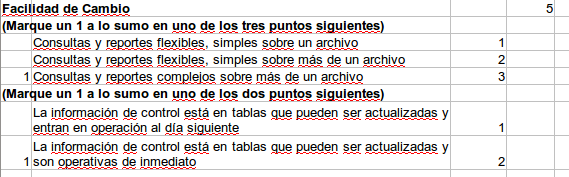 Facilidad de Cambio 5
(Marque un 1 a lo sumo en uno de los tres puntos siguientes)
Consultas y reportes flexibles, simples sobre un archivo 1
Consultas y reportes flexibles, simples sobre más de un archivo 2
1 Consultas y reportes complejos sobre más de un archivo 3
(Marque un 1 a lo sumo en uno de los dos puntos siguientes)
La información de control está en tablas que pueden ser actualizadas y
entran en operación al día siguiente 1
La información de control está en tablas que pueden ser actualizadas y
1 son operativas de inmediato 2